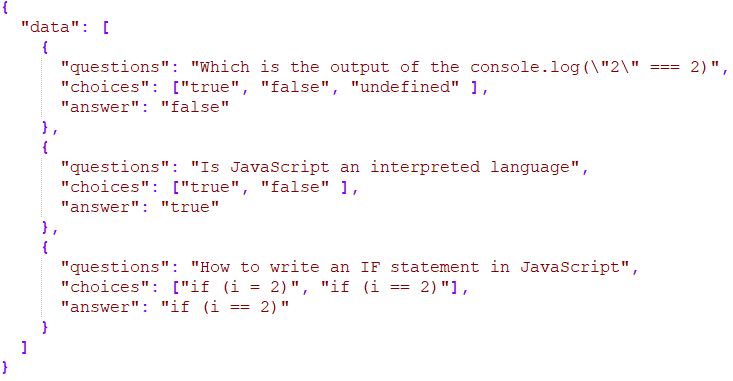 {
  "data": [
    {
      "questions": "Which is the output of the console.log(\"2\" === 2)",
      "choices": ["true", "false", "undefined" ],
      "answer": "false"
    },
    {
      "questions": "Is JavaScript an interpreted language",
      "choices": ["true", "false" ],
      "answer": "true"
    },
    {
      "questions": "How to write an IF statement in JavaScript",
      "choices": ["if (i = 2)", "if (i == 2)"],
      "answer": "if (i == 2)"
    }
  ]
}